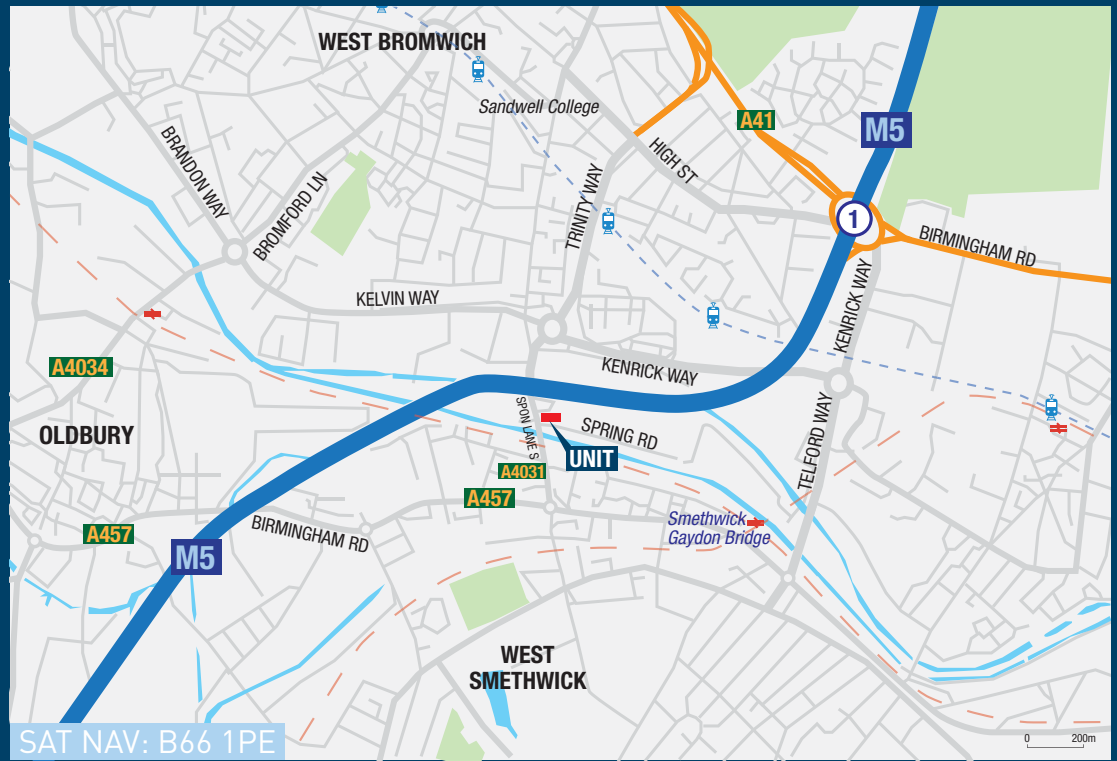 WEST BROMWICH
Sandwell College
A41
M5
BRANDON WAY
BROMFORD LN
HIGH ST
TRINITY WAY
1
BIRMINGHAM RD
KELVIN WAY
KENRICK WAY
KENRICK WAY
A4034
OLDBURY
SPON LANE S
SPRING RD
UNIT
TELFORD WAY
A4031
A457
A457
BIRMINGHAM RD
Smethwick
Gaydon Bridge
M5
WEST
SMETHWICK
SAT NAV: B66 1PE
0 200m